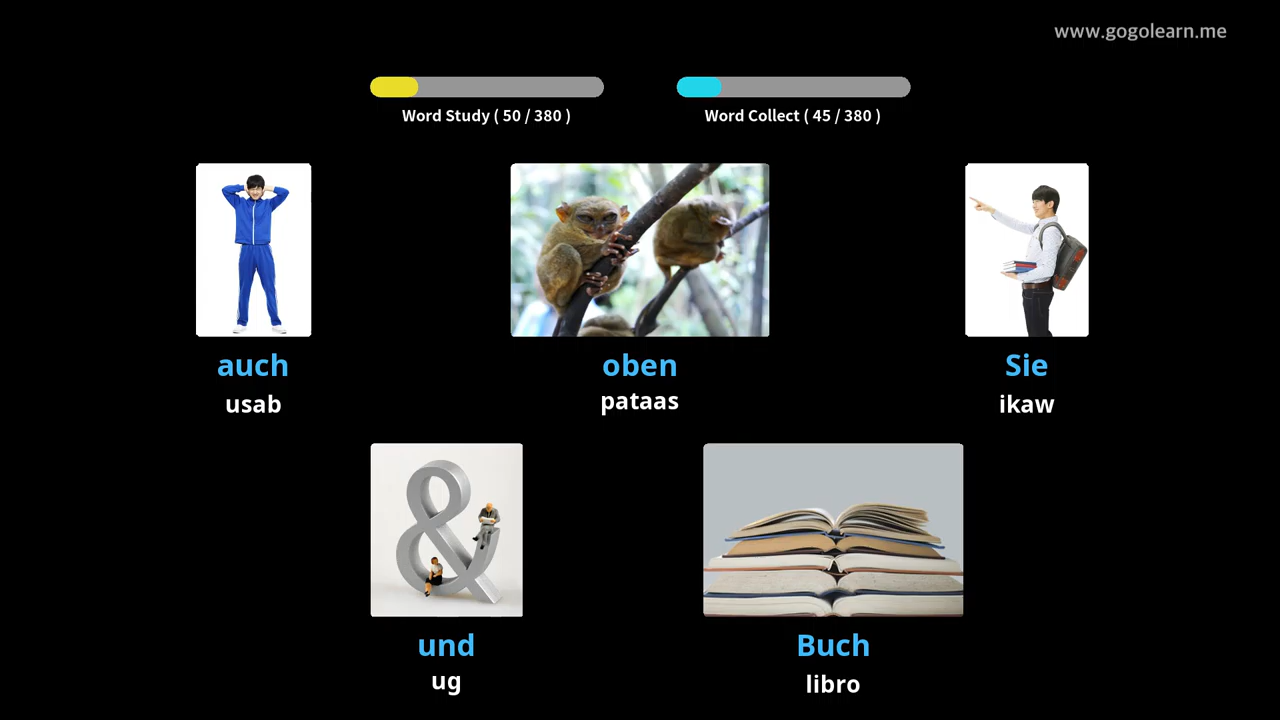 www.gogolearn.me
Word Study ( 50 / 380 )
Word Collect ( 45 / 380 )
auch
usab
oben
pataas
Sie
ikaw
und
ug
Buch
libro